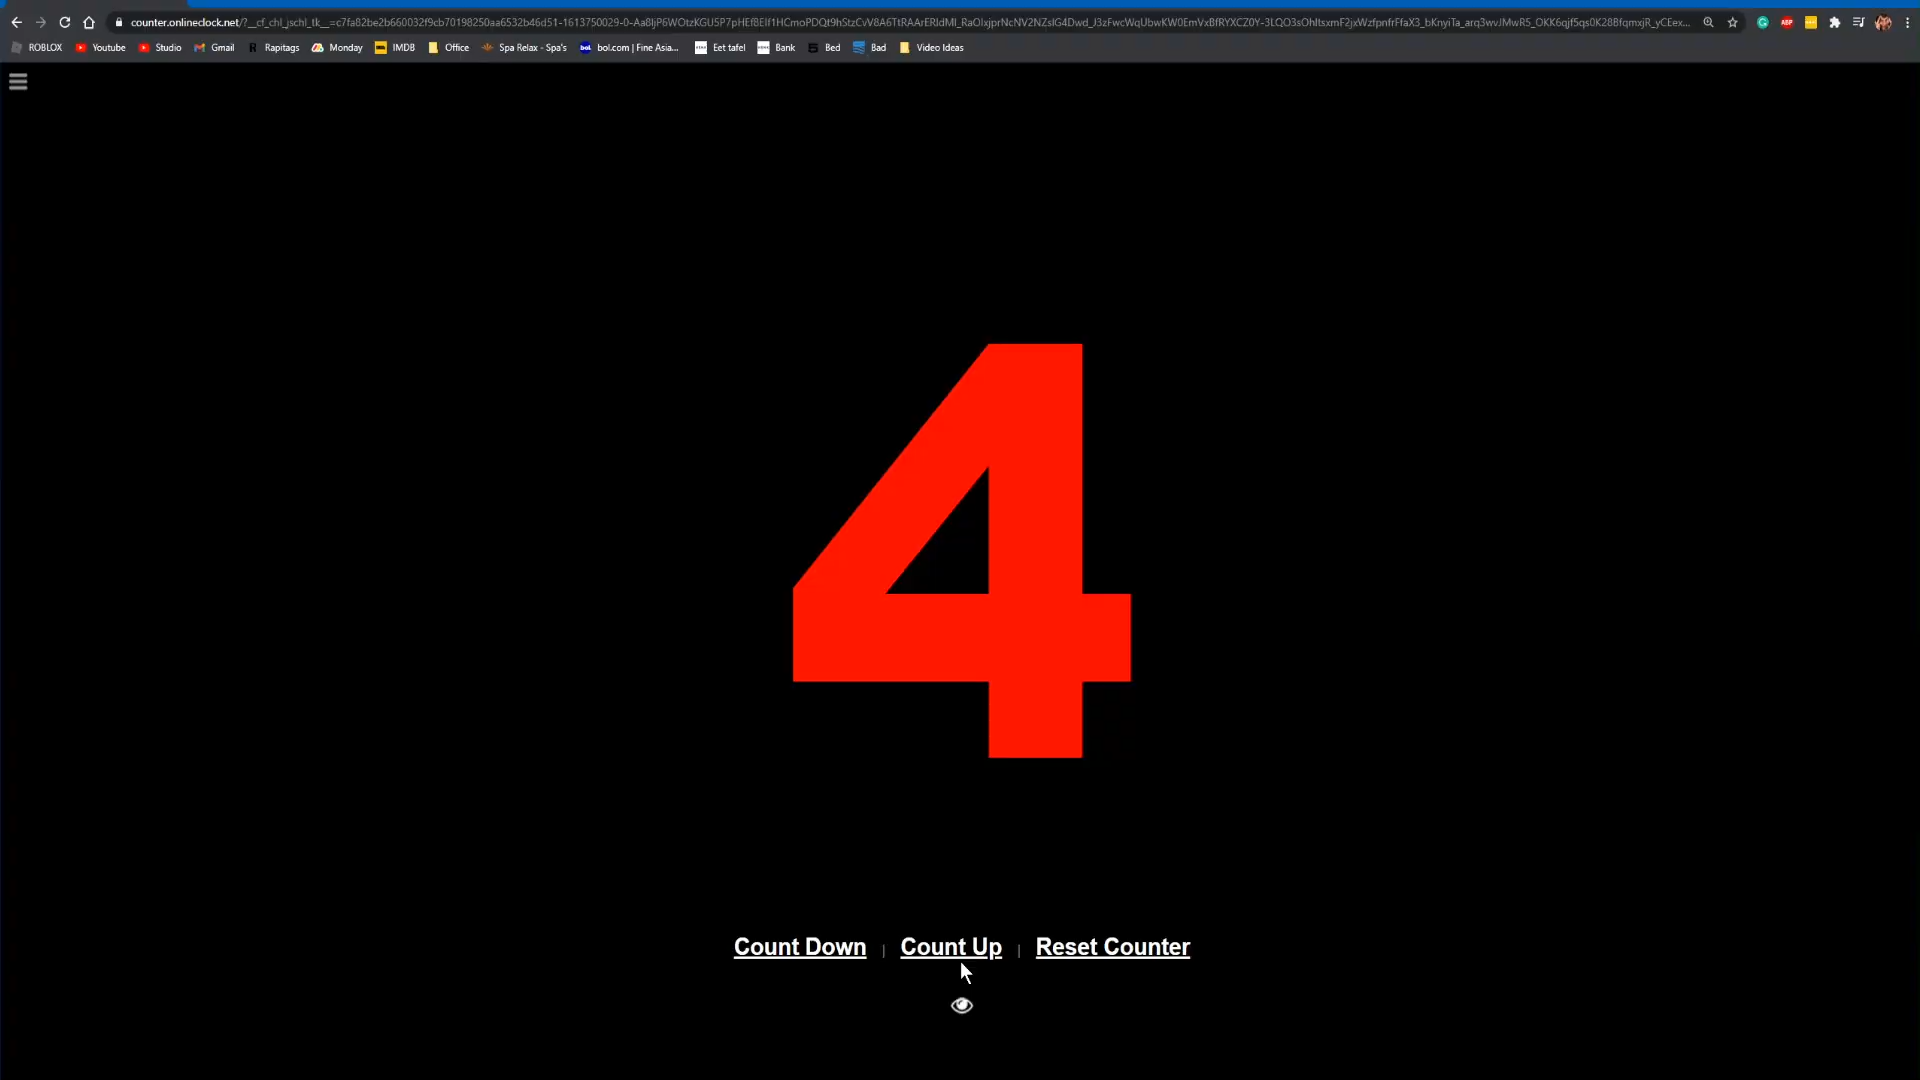 counter.onlineclock.net
ROBLOX Youtube Studio Gmail Rapitags Monday IMDB Office Spa Relax - Spa's bol.com | Fine Asia... Eet tafel Bank Bed Bad Video Ideas
4
Count Down | Count Up | Reset Counter